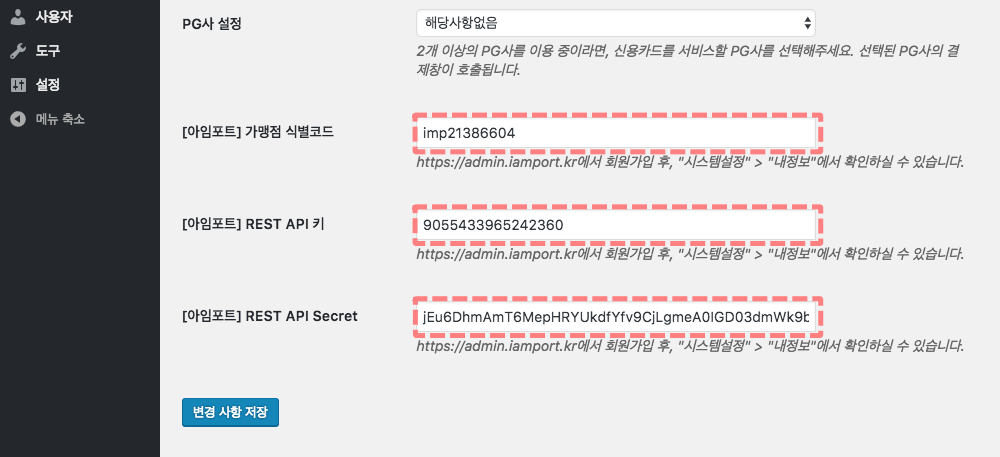 사용자
도구
설정
메뉴 축소
PG사 설정
해당사항없음
2개 이상의 PG사를 이용 중이라면, 신용카드를 서비스할 PG사를 선택해주세요. 선택된 PG사의 결
제창이 호출됩니다.
[아임포트] 가맹점 식별코드
imp21386604
https://admin.iamport.kr에서 회원가입 후, "시스템설정" > "내정보"에서 확인하실 수 있습니다.
[아임포트] REST API 키
9055433965242360
https://admin.iamport.kr에서 회원가입 후, "시스템설정" > "내정보"에서 확인하실 수 있습니다.
[아임포트] REST API Secret
jEu6DhmAmT6MepHRYUkdfYfv9CjLgmeA0IGD03dmWk9b
https://admin.iamport.kr에서 회원가입 후, "시스템설정" > "내정보"에서 확인하실 수 있습니다.
변경 사항 저장